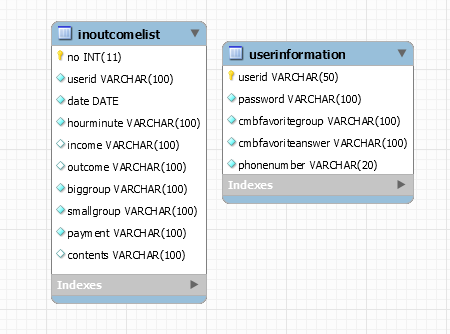 inoutcomelist
no INT(11)
userid VARCHAR(100)
date DATE
hourminute VARCHAR(100)
income VARCHAR(100)
outcome VARCHAR(100)
biggroup VARCHAR(100)
smallgroup VARCHAR(100)
payment VARCHAR(100)
contents VARCHAR(100)
Indexes
userinformation
userid VARCHAR(50)
password VARCHAR(100)
cmbfavoritegroup VARCHAR(100)
cmbfavoriteanswer VARCHAR(100)
phonenumber VARCHAR(20)
Indexes